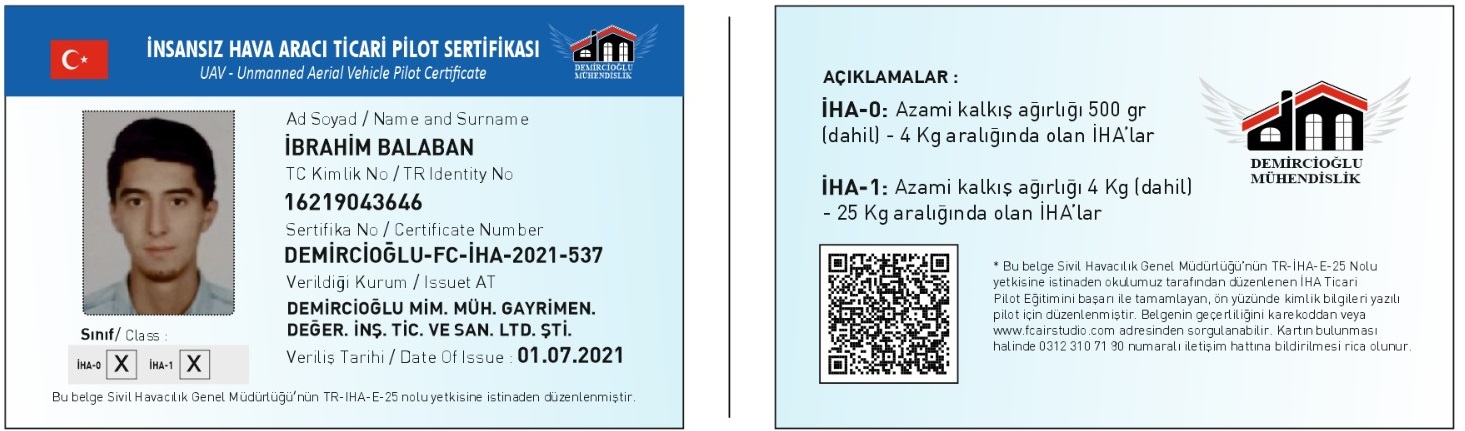 İNSANSIZ HAVA ARACI TİCARİ PİLOT SERTİFİKASI
UAV - Unmanned Aerial Vehicle Pilot Certificate
DEMİRCİOĞLU
MÜHENDİSLİK
Ad Soyad / Name and Surname
İBRAHİM BALABAN
TC Kimlik No / TR Identity No
16219043646
Sertifika No / Certificate Number
DEMİRCİOĞLU-FC-İHA-2021-537
Verildiği Kurum / Issuet AT
DEMİRCİOĞLU MİM. MÜH. GAYRİMEN.
DEĞER. İNŞ. TİC. VE SAN. LTD. ŞTİ.
Veriliş Tarihi / Date Of Issue : 01.07.2021
Sınıf/ Class :
İHA-0 X İHA-1 X
Bu belge Sivil Havacılık Genel Müdürlüğü'nün TR-IHA-E-25 nolu yetkisine istinaden düzenlenmiştir.
AÇIKLAMALAR :
İHA-0: Azami kalkış ağırlığı 500 gr
(dahil) - 4 Kg aralığında olan İHA'lar
İHA-1: Azami kalkış ağırlığı 4 Kg (dahil)
- 25 Kg aralığında olan İHA'lar
DEMİRCİOĞLU
MÜHENDİSLİK
* Bu belge Sivil Havacılık Genel Müdürlüğü'nün TR-İHA-E-25 Nolu
yetkisine istinaden okulumuz tarafından düzenlenen İHA Ticari
Pilot Eğitimini başarı ile tamamlayan, ön yüzünde kimlik bilgileri yazılı
pilot için düzenlenmiştir. Belgenin geçerliliğini karekoddan veya
www.fcairstudio.com adresinden sorgulanabilir. Kartın bulunması
halinde 0312 310 71 90 numaralı iletişim hattına bildirilmesi rica olunur.